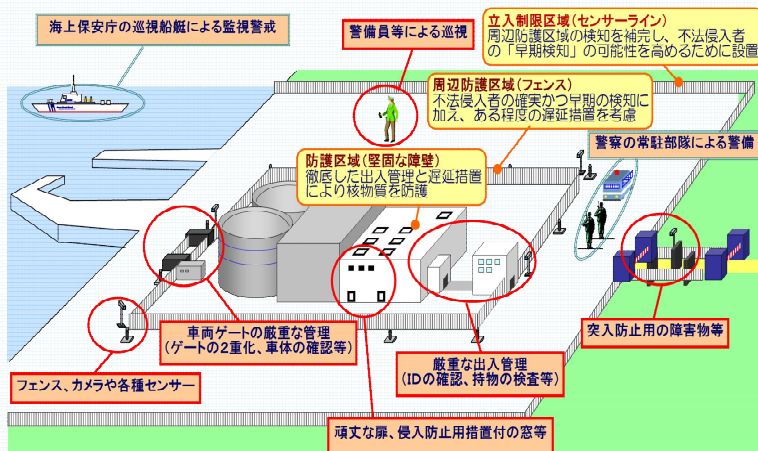 海上保安庁の巡視船艇による監視警戒
警備員等による巡視
立入制限区域(センサーライン)
周辺防護区域の検知を補完し、不法侵入者
の「早期検知」の可能性を高めるために設置
周辺防護区域(フェンス)
不法侵入者の確実かつ早期の検知に
加え、ある程度の遅延措置を考慮
警察の常駐部隊による警備
防護区域(堅固な障壁)
徹底した出入管理と遅延措置
により核物質を防護
車両ゲートの厳重な管理
(ゲートの2重化、車体の確認等)
突入防止用の障害物等
厳重な出入管理
(IDの確認、持物の検査等)
フェンス、カメラや各種センサー
頑丈な扉、侵入防止用措置付の窓等